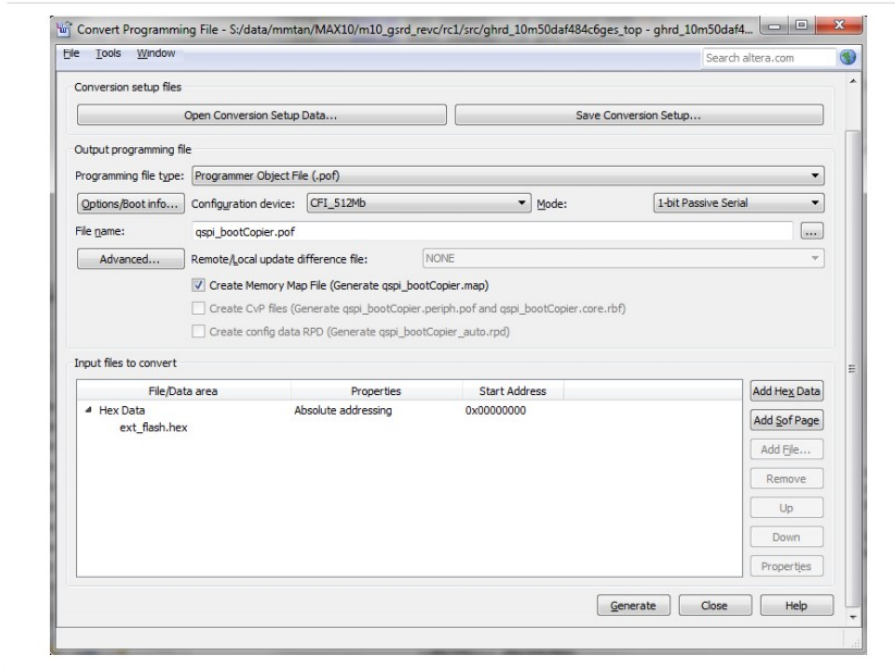 Convert Programming File - S:/data/mmtan/MAX10/m10_gsrd_revc/rc1/src/ghrd_10m50daf484c6ges_top - ghrd_10m50daf4...
File Tools Window
Search altera.com
Conversion setup files
Open Conversion Setup Data... Save Conversion Setup...
Output programming file
Programming file type: Programmer Object File (.pof)
Options/Boot info... Configuration device: CFI_512Mb Mode: 1-bit Passive Serial
File name: qspi_bootCopier.pof ...
Advanced... Remote/Local update difference file: NONE
Create Memory Map File (Generate qspi_bootCopier.map)
Create CvP files (Generate qspi_bootCopier.periph.pof and qspi_bootCopier.core.rbf)
Create config data RPD (Generate qspi_bootCopier_auto.rpd)
Input files to convert
File/Data area Properties Start Address
Hex Data Absolute addressing 0x00000000
ext_flash.hex
Add Hex Data
Add Sof Page
Add File...
Remove
Up
Down
Properties
Generate Close Help